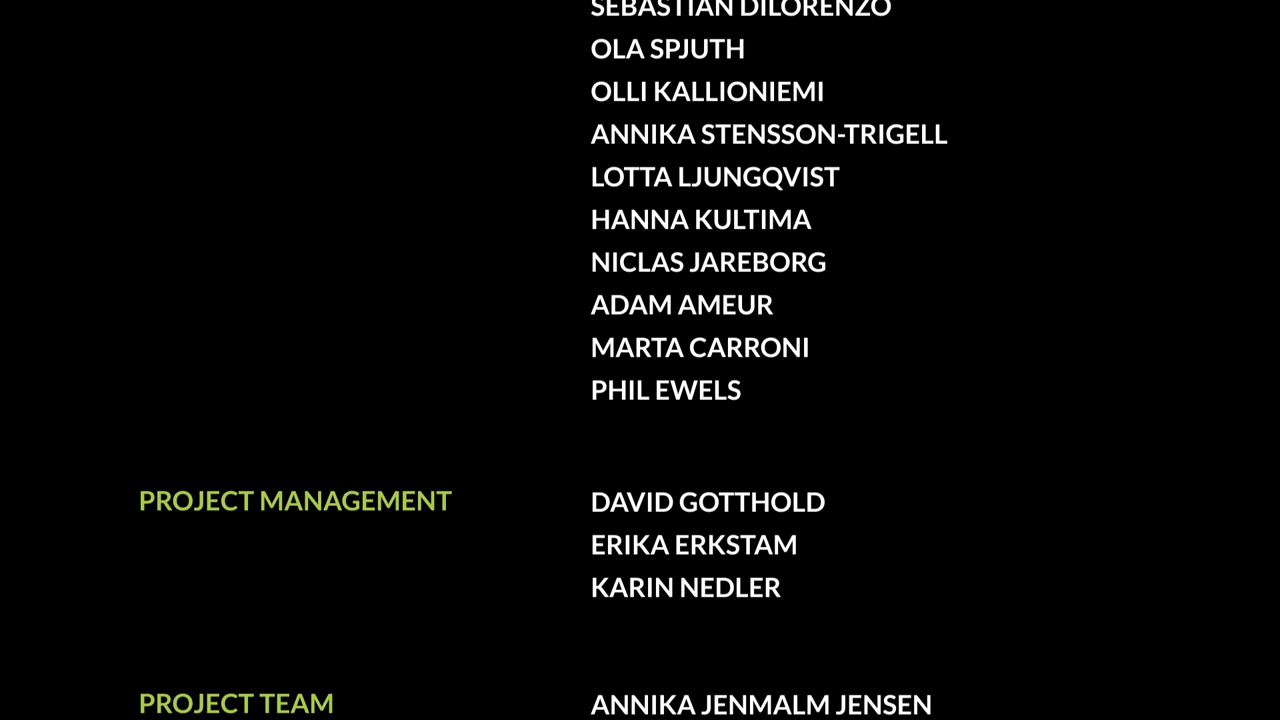 SEBASTIAN DILORENZO
OLA SPJUTH
OLLI KALLIONIEMI
ANNIKA STENSSON-TRIGELL
LOTTA LJUNGQVIST
HANNA KULTIMA
NICLAS JAREBORG
ADAM AMEUR
MARTA CARRONI
PHIL EWELS
PROJECT MANAGEMENT DAVID GOTTHOLD
ERIKA ERKSTAM
KARIN NEDLER
PROJECT TEAM ANNIKA JENMALM JENSEN